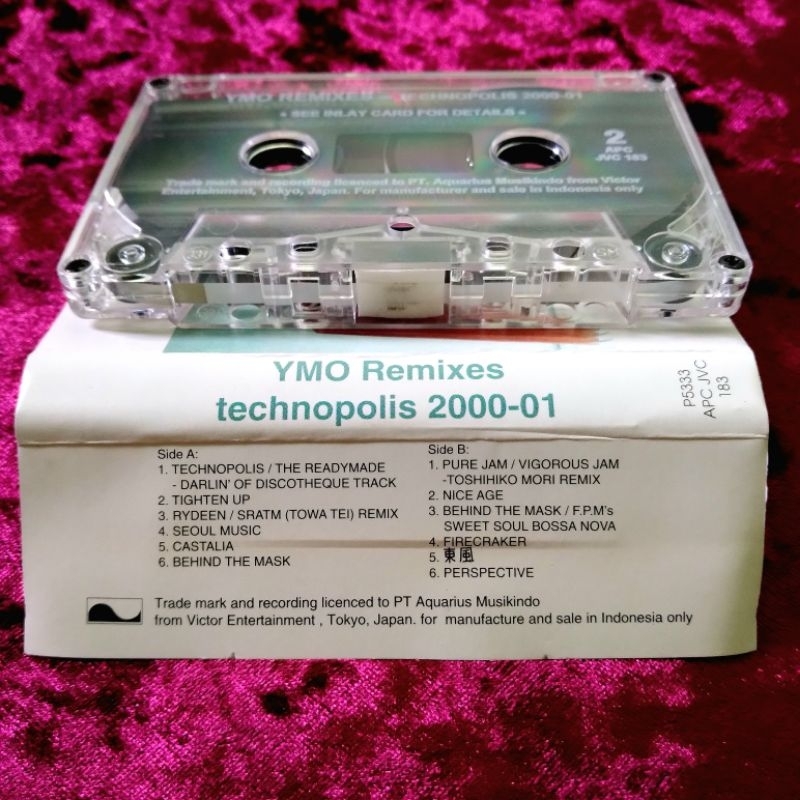 YMO REMIXES TECHNOPOLIS 2000-01
* SEE INLAY CARD FOR DETAILS *
2
APC
JVC 183
Trade mark and recording licenced to PT. Aquarius Musikindo from Victor
Entertainment, Tokyo, Japan. For manufacturer and sale in Indonesia only
YMO Remixes
technopolis 2000-01
P5333
APC JVC
183
Side A:
1. TECHNOPOLIS / THE READYMADE
- DARLIN' OF DISCOTHEQUE TRACK
2. TIGHTEN UP
3. RYDEEN / SRATM (TOWA TEI) REMIX
4. SEOUL MUSIC
5. CASTALIA
6. BEHIND THE MASK
Side B:
1. PURE JAM / VIGOROUS JAM
-TOSHIHIKO MORI REMIX
2. NICE AGE
3. BEHIND THE MASK / F.P.M's
SWEET SOUL BOSSA NOVA
4. FIRECRAKER
5. 東風
6. PERSPECTIVE
Trade mark and recording licenced to PT Aquarius Musikindo
from Victor Entertainment , Tokyo, Japan. for manufacture and sale in Indonesia only